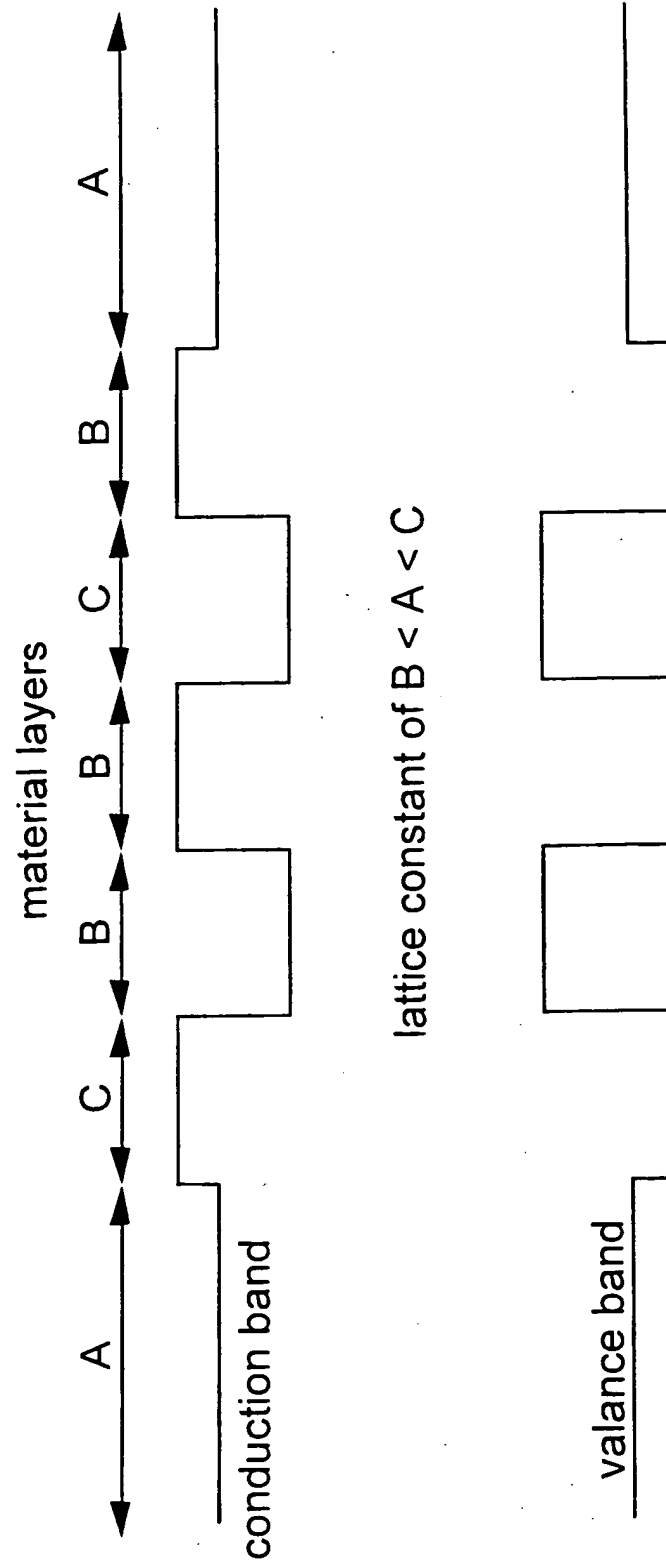 material layers
A
C
B
B
C
B
A
conduction band
lattice constant of B < A < C
valance band